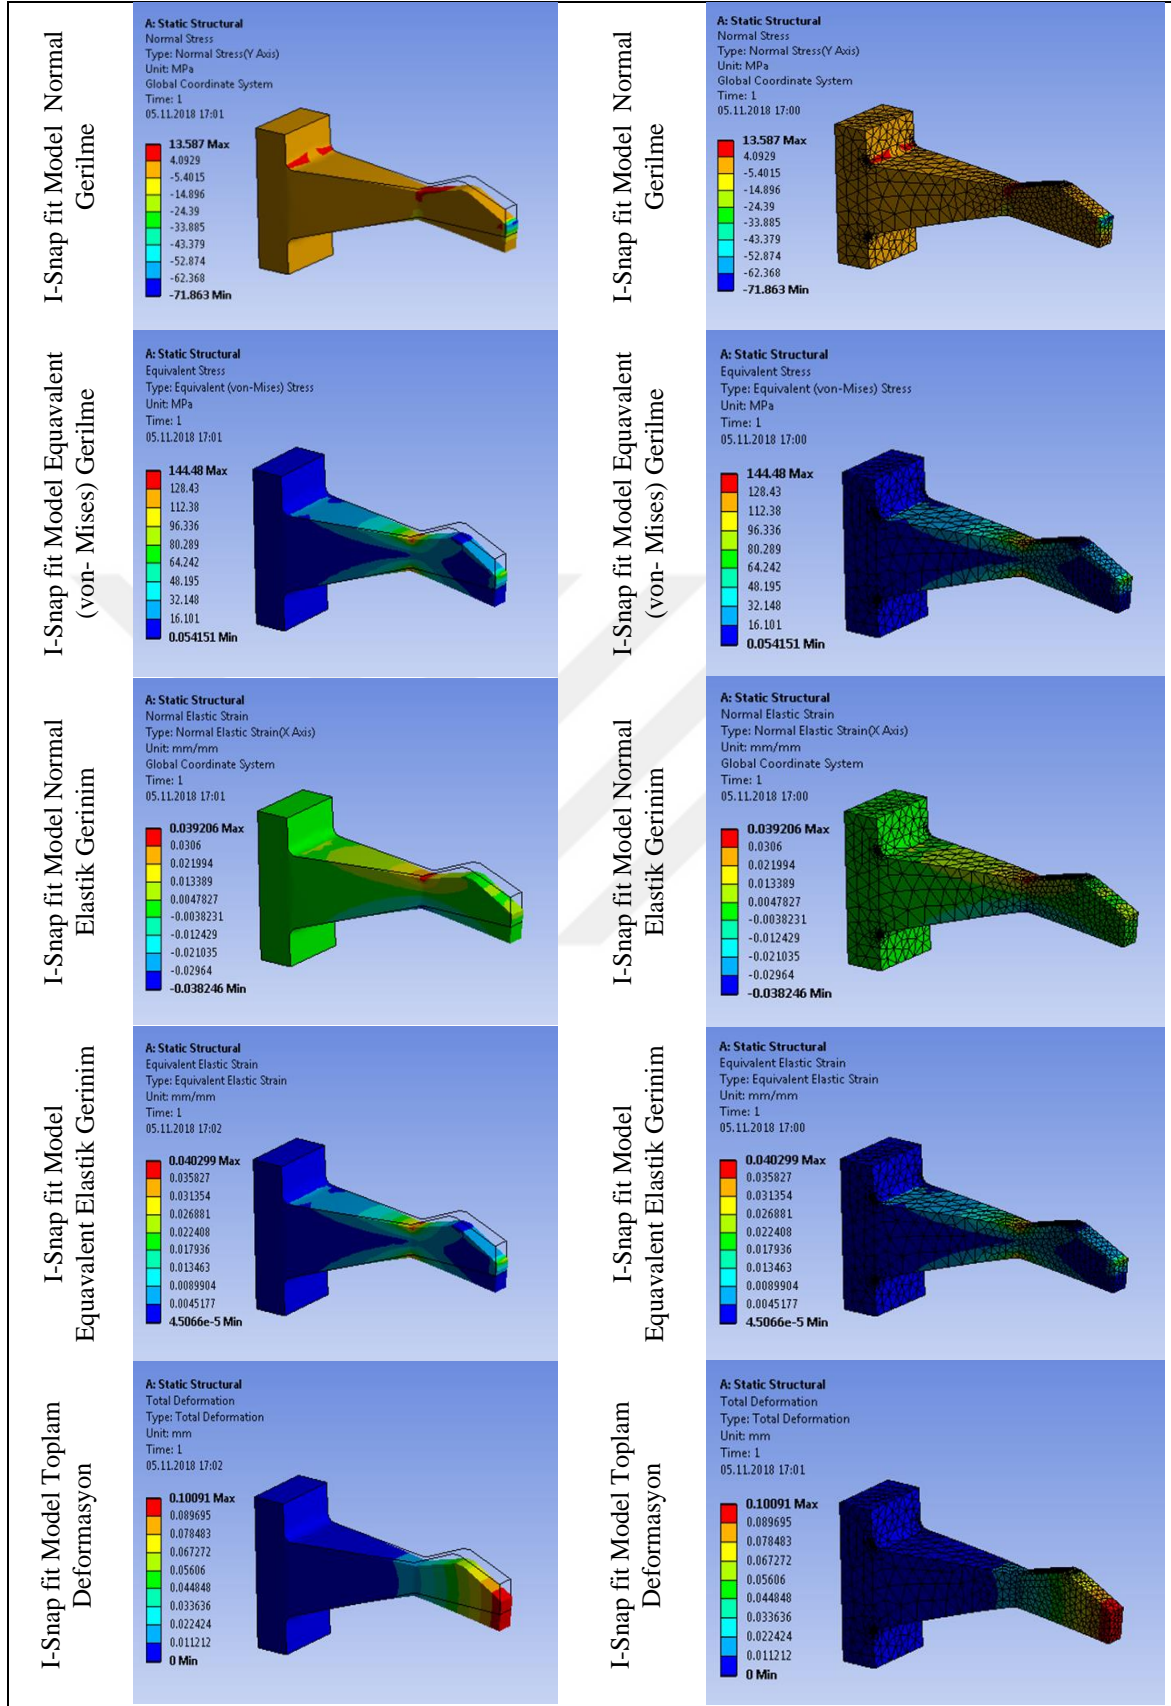 I-Snap fit Model Normal
Gerilme
A: Static Structural
Normal Stress
Type: Normal Stress(Y Axis)
Unit: MPa
Global Coordinate System
Time: 1
05.11.2018 17:01
13.587 Max
4.0929
-5.4015
-14.896
-24.39
-33.885
-43.379
-52.874
-62.368
-71.863 Min
I-Snap fit Model Normal
Gerilme
A: Static Structural
Normal Stress
Type: Normal Stress(Y Axis)
Unit: MPa
Global Coordinate System
Time: 1
05.11.2018 17:00
13.587 Max
4.0929
-5.4015
-14.896
-24.39
-33.885
-43.379
-52.874
-62.368
-71.863 Min
I-Snap fit Model Equavalent
(von- Mises) Gerilme
A: Static Structural
Equivalent Stress
Type: Equivalent (von-Mises) Stress
Unit: MPa
Time: 1
05.11.2018 17:01
144.48 Max
128.43
112.38
96.336
80.289
64.242
48.195
32.148
16.101
0.054151 Min
I-Snap fit Model Equavalent
(von- Mises) Gerilme
A: Static Structural
Equivalent Stress
Type: Equivalent (von-Mises) Stress
Unit: MPa
Time: 1
05.11.2018 17:00
144.48 Max
128.43
112.38
96.336
80.289
64.242
48.195
32.148
16.101
0.054151 Min
I-Snap fit Model Normal
Elastik Gerinim
A: Static Structural
Normal Elastic Strain
Type: Normal Elastic Strain(X Axis)
Unit: mm/mm
Global Coordinate System
Time: 1
05.11.2018 17:01
0.039206 Max
0.0306
0.021994
0.013389
0.0047827
-0.0038231
-0.012429
-0.021035
-0.02964
-0.038246 Min
I-Snap fit Model Normal
Elastik Gerinim
A: Static Structural
Normal Elastic Strain
Type: Normal Elastic Strain(X Axis)
Unit: mm/mm
Global Coordinate System
Time: 1
05.11.2018 17:00
0.039206 Max
0.0306
0.021994
0.013389
0.0047827
-0.0038231
-0.012429
-0.021035
-0.02964
-0.038246 Min
I-Snap fit Model
Equavalent Elastik Gerinim
A: Static Structural
Equivalent Elastic Strain
Type: Equivalent Elastic Strain
Unit: mm/mm
Time: 1
05.11.2018 17:02
0.040299 Max
0.035827
0.031354
0.026881
0.022408
0.017936
0.013463
0.0089904
0.0045177
4.5066e-5 Min
I-Snap fit Model
Equavalent Elastik Gerinim
A: Static Structural
Equivalent Elastic Strain
Type: Equivalent Elastic Strain
Unit: mm/mm
Time: 1
05.11.2018 17:00
0.040299 Max
0.035827
0.031354
0.026881
0.022408
0.017936
0.013463
0.0089904
0.0045177
4.5066e-5 Min
I-Snap fit Model Toplam
Deformasyon
A: Static Structural
Total Deformation
Type: Total Deformation
Unit: mm
Time: 1
05.11.2018 17:02
0.10091 Max
0.089695
0.078483
0.067272
0.05606
0.044848
0.033636
0.022424
0.011212
0 Min
I-Snap fit Model Toplam
Deformasyon
A: Static Structural
Total Deformation
Type: Total Deformation
Unit: mm
Time: 1
05.11.2018 17:01
0.10091 Max
0.089695
0.078483
0.067272
0.05606
0.044848
0.033636
0.022424
0.011212
0 Min